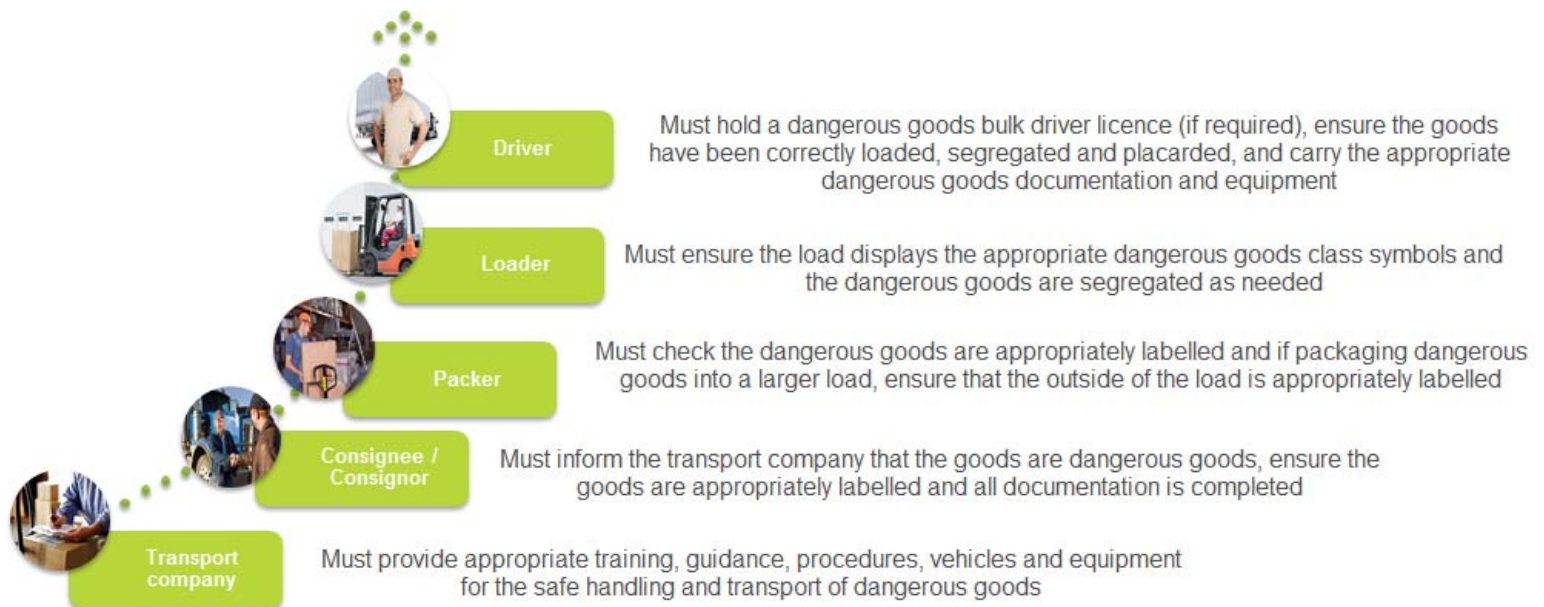 Driver
Must hold a dangerous goods bulk driver licence (if required), ensure the goods
have been correctly loaded, segregated and placarded, and carry the appropriate
dangerous goods documentation and equipment
Loader
Must ensure the load displays the appropriate dangerous goods class symbols and
the dangerous goods are segregated as needed
Packer
Must check the dangerous goods are appropriately labelled and if packaging dangerous
goods into a larger load, ensure that the outside of the load is appropriately labelled
Consignee /
Consignor
Must inform the transport company that the goods are dangerous goods, ensure the
goods are appropriately labelled and all documentation is completed
Transport
company
Must provide appropriate training, guidance, procedures, vehicles and equipment
for the safe handling and transport of dangerous goods